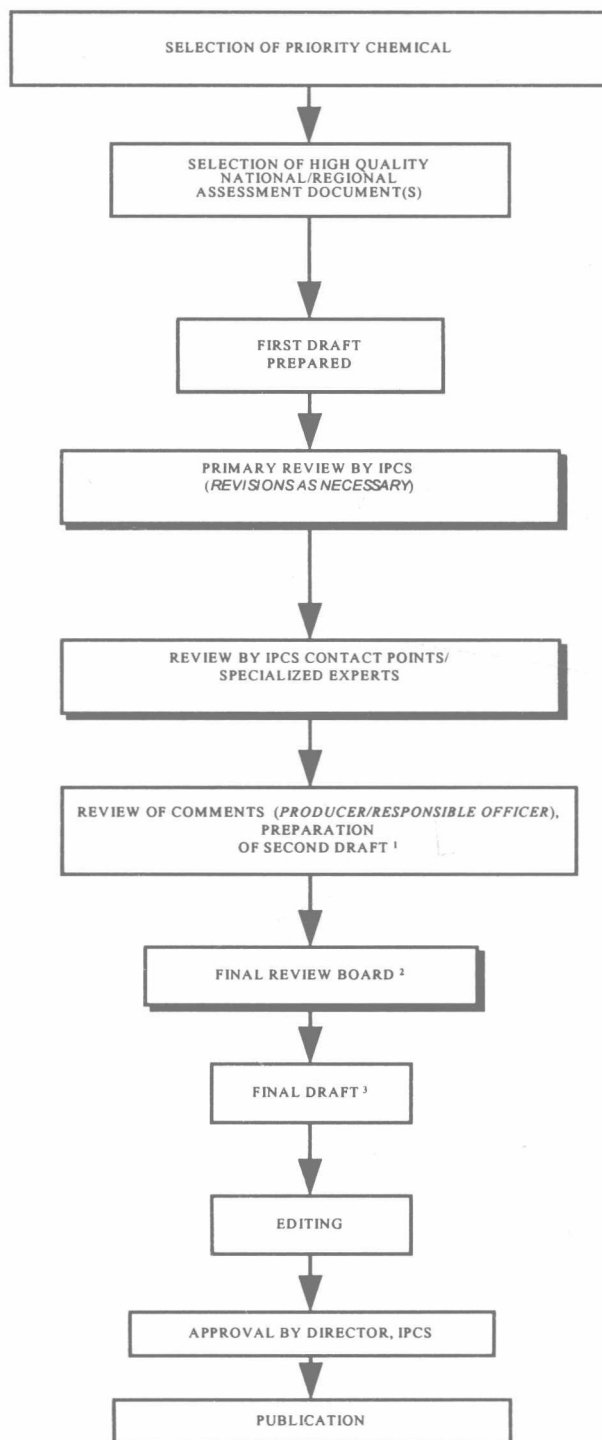 SELECTION OF PRIORITY CHEMICAL
SELECTION OF HIGH QUALITY
NATIONAL/REGIONAL
ASSESSMENT DOCUMENT(S)
FIRST DRAFT
PREPARED
PRIMARY REVIEW BY IPCS
(REVISIONS AS NECESSARY)
REVIEW BY IPCS CONTACT POINTS/
SPECIALIZED EXPERTS
REVIEW OF COMMENTS (PRODUCER/RESPONSIBLE OFFICER),
PREPARATION
OF SECOND DRAFT ¹
FINAL REVIEW BOARD ²
FINAL DRAFT ³
EDITING
APPROVAL BY DIRECTOR, IPCS
PUBLICATION